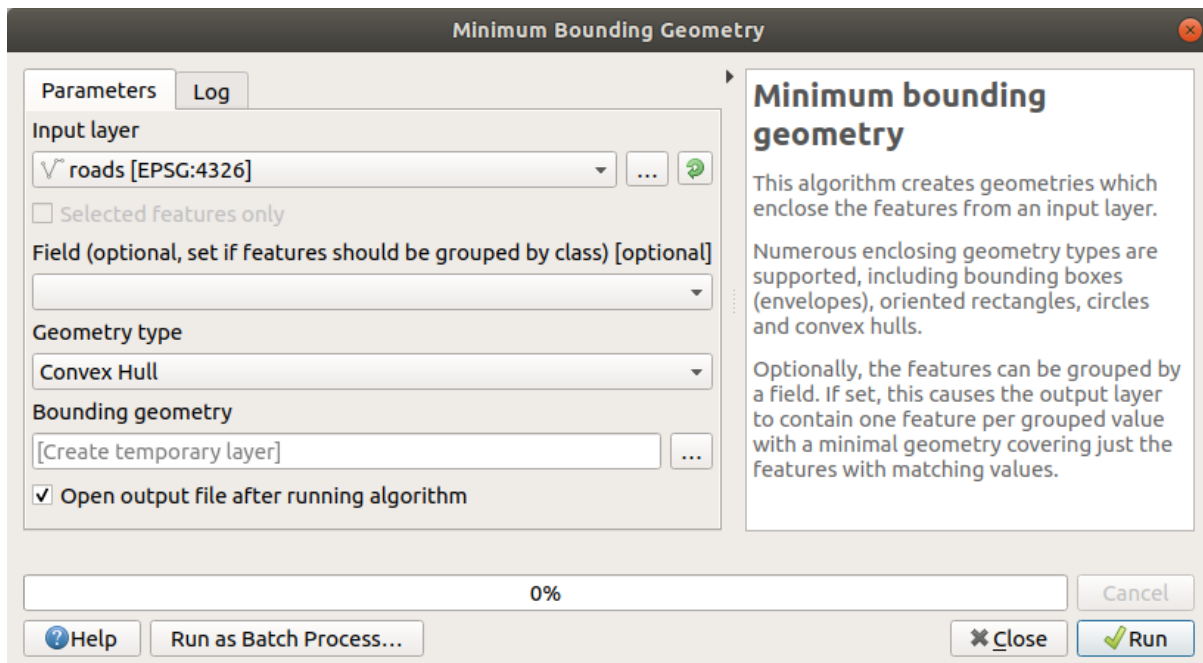 Minimum Bounding Geometry
Parameters
Log
Input layer
roads [EPSG:4326]
...
Selected features only
Field (optional, set if features should be grouped by class) [optional]
Geometry type
Convex Hull
Bounding geometry
[Create temporary layer]
...
Open output file after running algorithm
Minimum bounding
geometry
This algorithm creates geometries which
enclose the features from an input layer.
Numerous enclosing geometry types are
supported, including bounding boxes
(envelopes), oriented rectangles, circles
and convex hulls.
Optionally, the features can be grouped by
a field. If set, this causes the output layer
to contain one feature per grouped value
with a minimal geometry covering just the
features with matching values.
0%
Cancel
Help
Run as Batch Process...
Close
Run